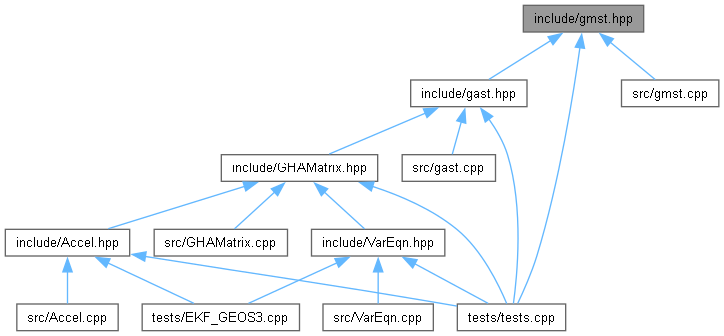 include/gmst.hpp
include/gast.hpp
src/gmst.cpp
include/GHAMatrix.hpp
src/gast.cpp
include/Accel.hpp
src/GHAMatrix.cpp
include/VarEqn.hpp
src/Accel.cpp
tests/EKF_GEOS3.cpp
src/VarEqn.cpp
tests/tests.cpp